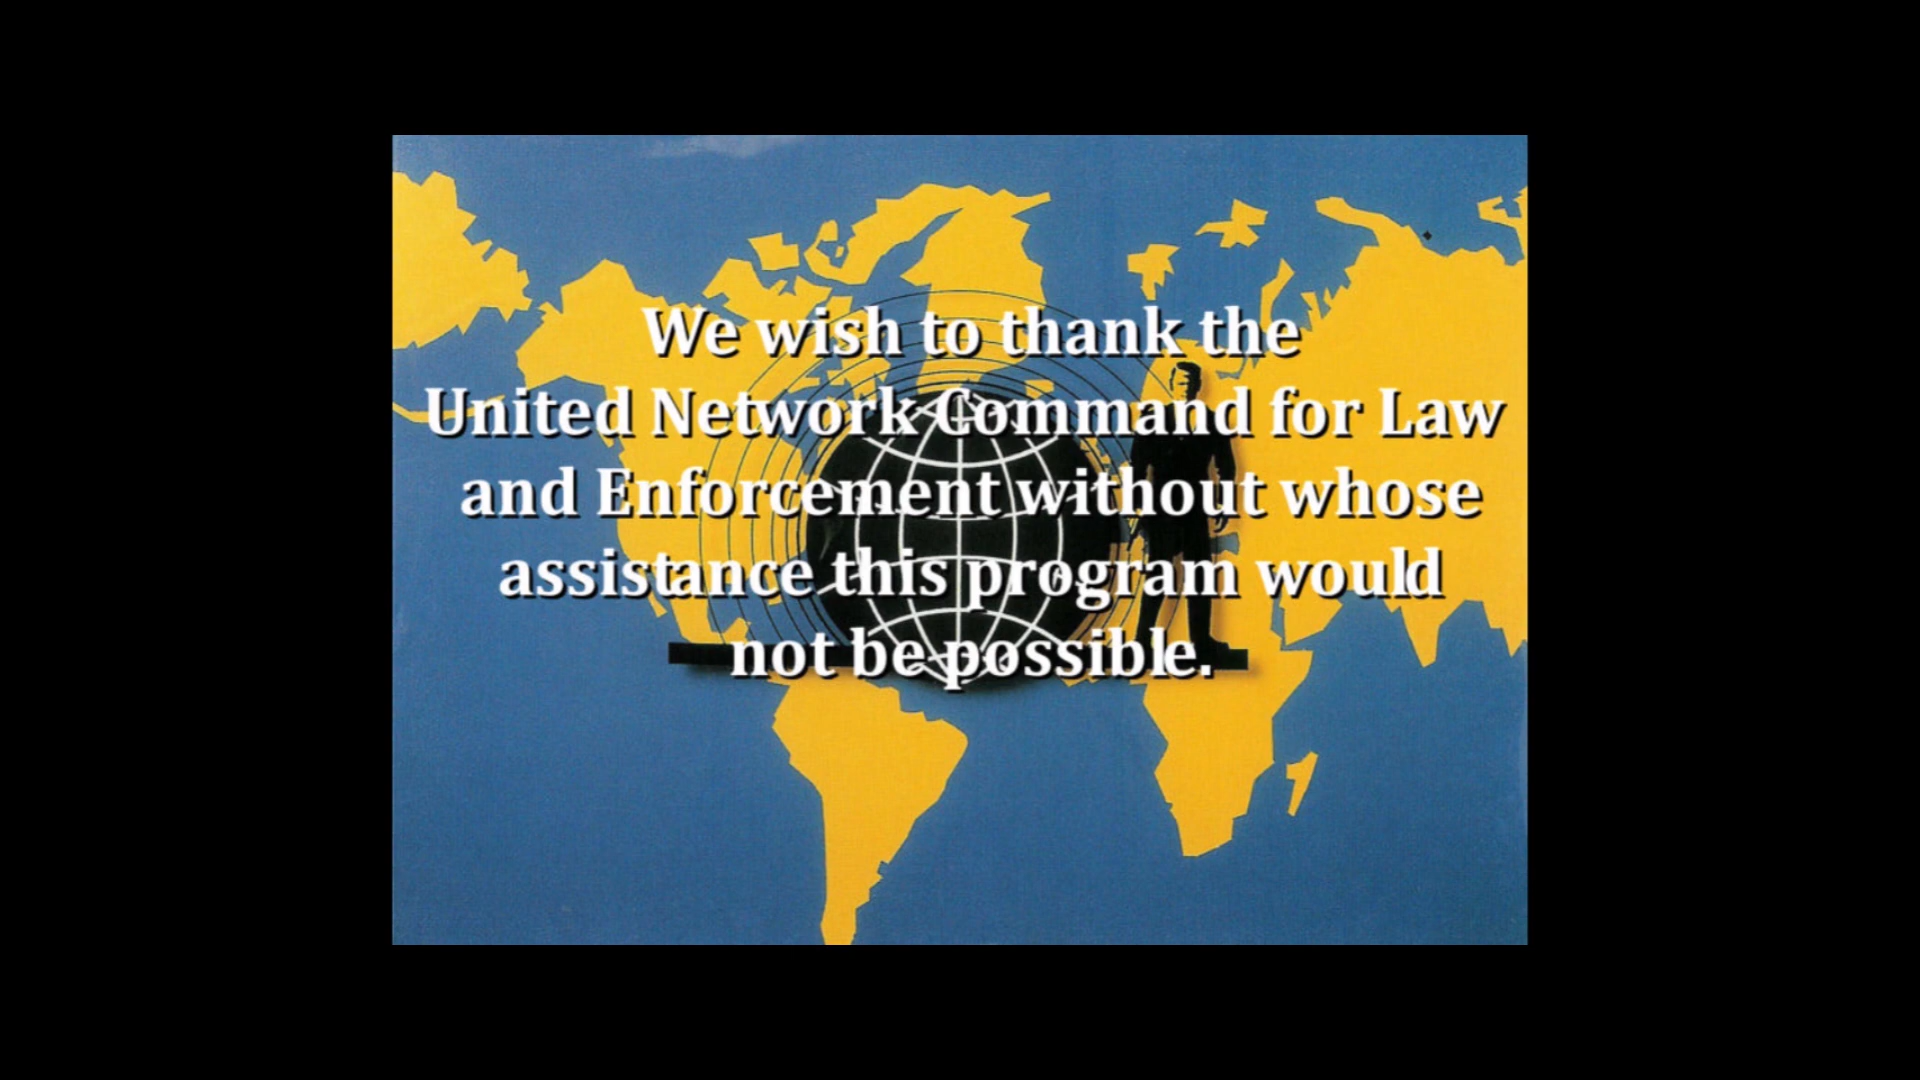 We wish to thank the
United Network Command for Law
and Enforcement without whose
assistance this program would
not be possible.